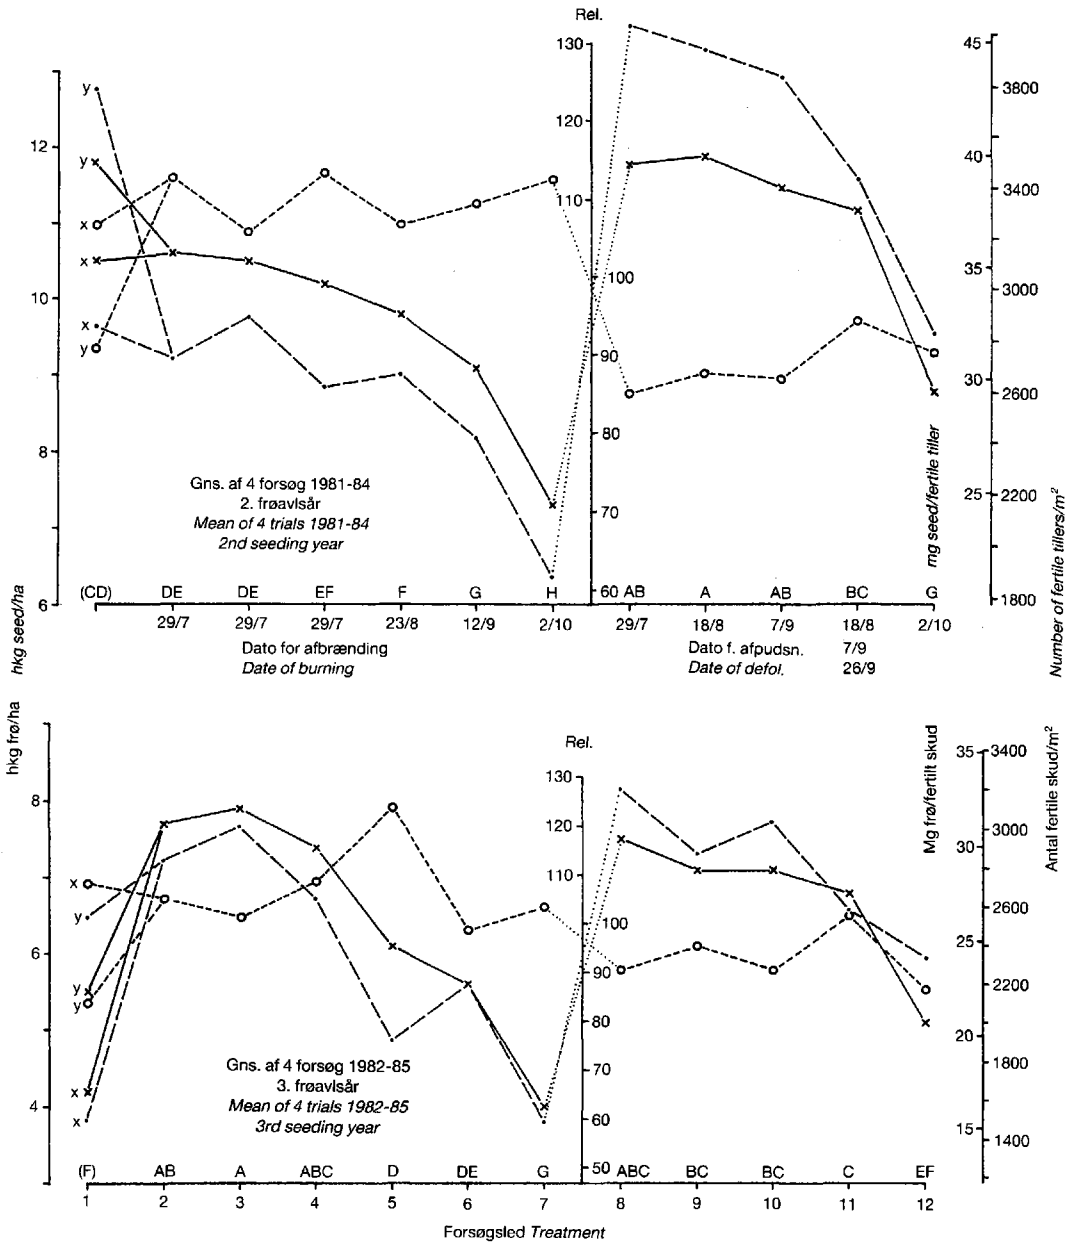 Rel.
130
120
110
100
90
80
70
60
12
10
8
6
45
40
35
30
25
3800
3400
3000
2600
2200
1800
y
y
x
x
x
y
Gns. af 4 forsøg 1981-84
2. frøavlsår
Mean of 4 trials 1981-84
2nd seeding year
hkg seed/ha
mg seed/fertile tiller
Number of fertile tillers/m²
(CD) DE DE EF F G H AB A AB BC G
29/7 29/7 29/7 23/8 12/9 2/10 29/7 18/8 7/9 18/8 2/10
Dato for afbrænding Dato f. afpudsn. 7/9
Date of burning Date of defol. 26/9
hkg frø/ha
Rel.
130
120
110
100
90
80
70
60
50
8
6
4
Mg frø/fertilt skud
Antal fertile skud/m²
35
30
25
20
15
3400
3000
2600
2200
1800
1400
x
y
y
y
x
x
Gns. af 4 forsøg 1982-85
3. frøavlsår
Mean of 4 trials 1982-85
3rd seeding year
(F) AB A ABC D DE G ABC BC BC C EF
1 2 3 4 5 6 7 8 9 10 11 12
Forsøgsled Treatment